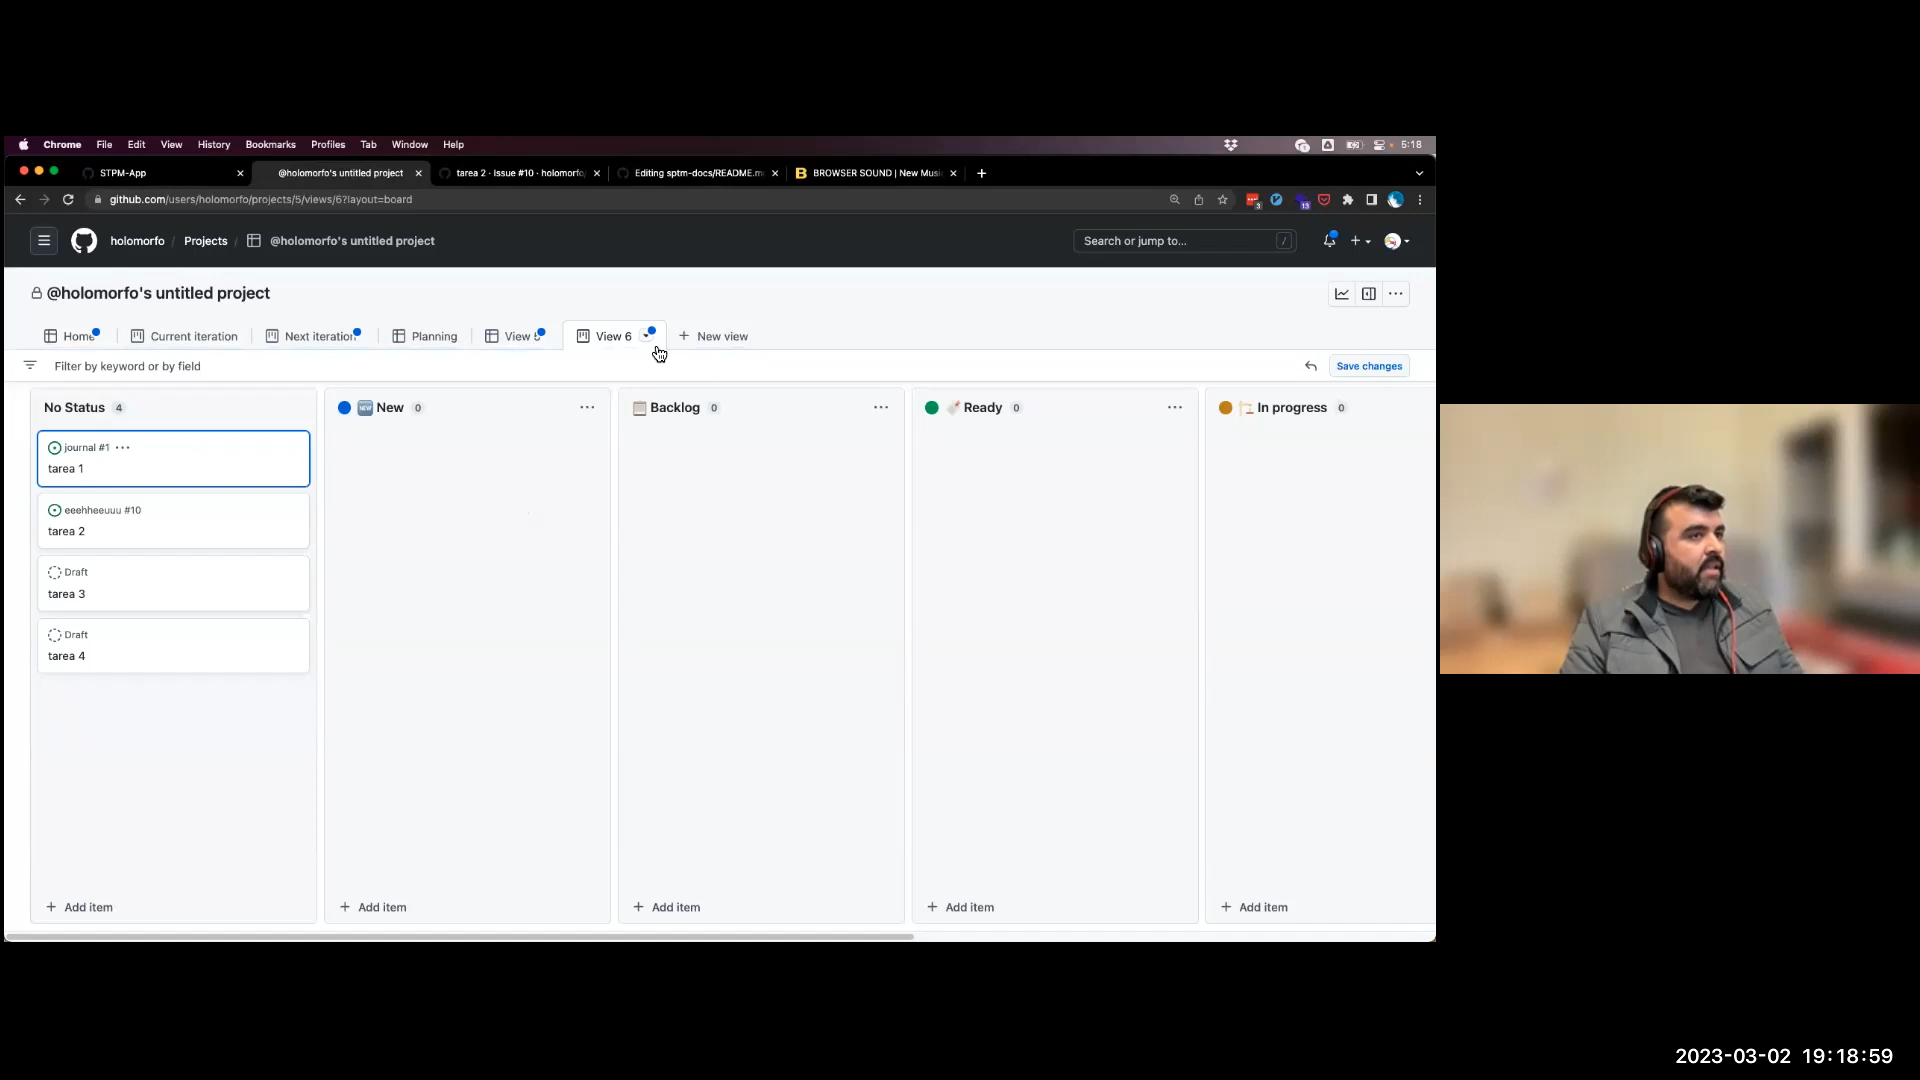 Chrome File Edit View History Bookmarks Profiles Tab Window Help 5:18
STPM-App @holomorfo's untitled project tarea 2 · Issue #10 · holomorfo/ Editing sptm-docs/README.m BROWSER SOUND | New Musi
github.com/users/holomorfo/projects/5/views/6?layout=board 3 13
holomorfo / Projects / @holomorfo's untitled project Search or jump to... /
@holomorfo's untitled project
Home Current iteration Next iteration Planning View 5 View 6 New view
Filter by keyword or by field Save changes
No Status 4 NEW New 0 Backlog 0 Ready 0 In progress 0
journal #1
tarea 1
eeehheeuuu #10
tarea 2
Draft
tarea 3
Draft
tarea 4
+ Add item + Add item + Add item + Add item + Add item
2023-03-02 19:18:59